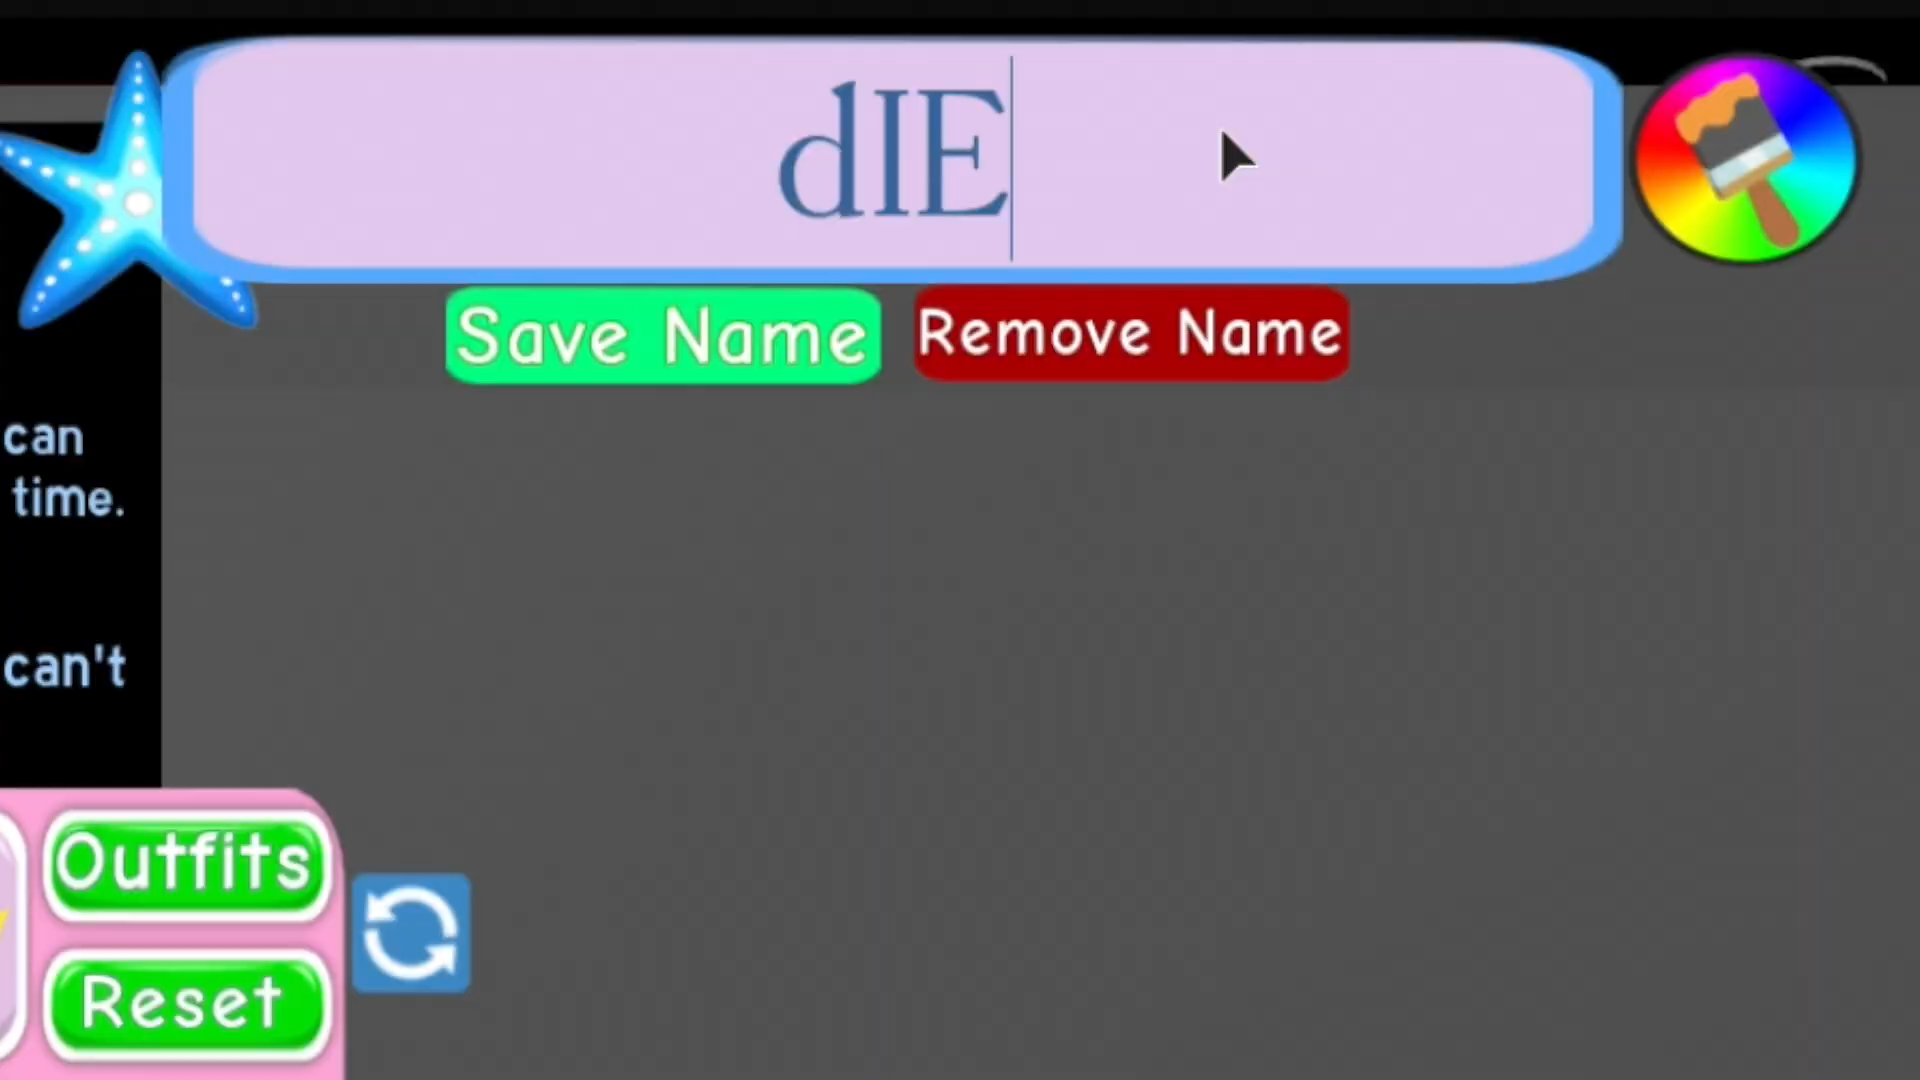 dIE
Save Name
Remove Name
can
time.
can't
Outfits
Reset